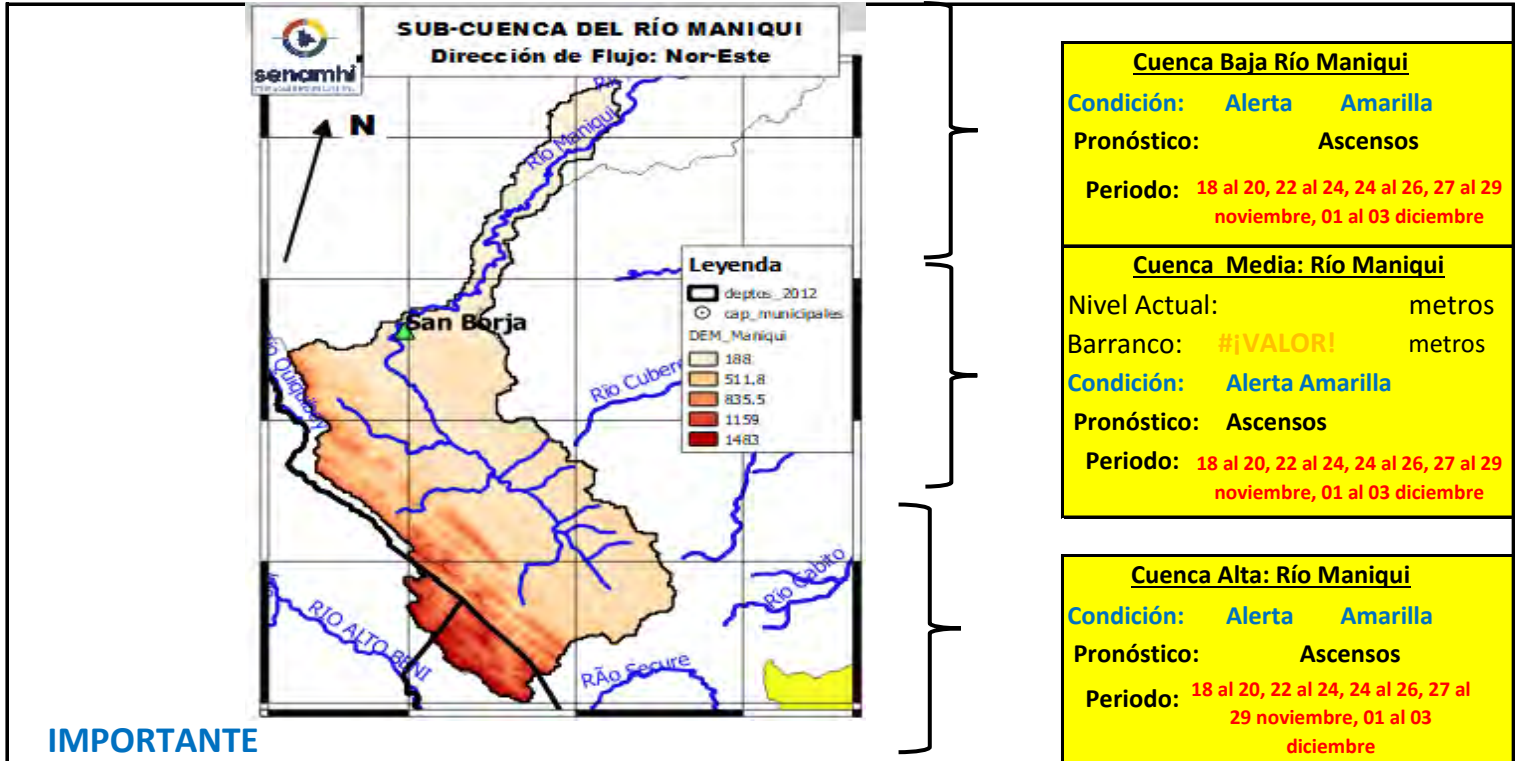 senamhi
SUB-CUENCA DEL RÍO MANIQUI
Dirección de Flujo: Nor-Este
N
Río Maniqui
San Borja
Río Quiquibey
Río Cubere
Río Cabito
RIO ALTO BENI
RÃo Secure
Leyenda
deptos_2012
cap_municipales
DEM_Maniqui
188
511.8
835.5
1159
1483
Cuenca Baja Río Maniqui
Condición: Alerta Amarilla
Pronóstico: Ascensos
Periodo: 18 al 20, 22 al 24, 24 al 26, 27 al 29
noviembre, 01 al 03 diciembre
Cuenca Media: Río Maniqui
Nivel Actual: metros
Barranco: #¡VALOR! metros
Condición: Alerta Amarilla
Pronóstico: Ascensos
Periodo: 18 al 20, 22 al 24, 24 al 26, 27 al 29
noviembre, 01 al 03 diciembre
Cuenca Alta: Río Maniqui
Condición: Alerta Amarilla
Pronóstico: Ascensos
Periodo: 18 al 20, 22 al 24, 24 al 26, 27 al
29 noviembre, 01 al 03
diciembre
IMPORTANTE